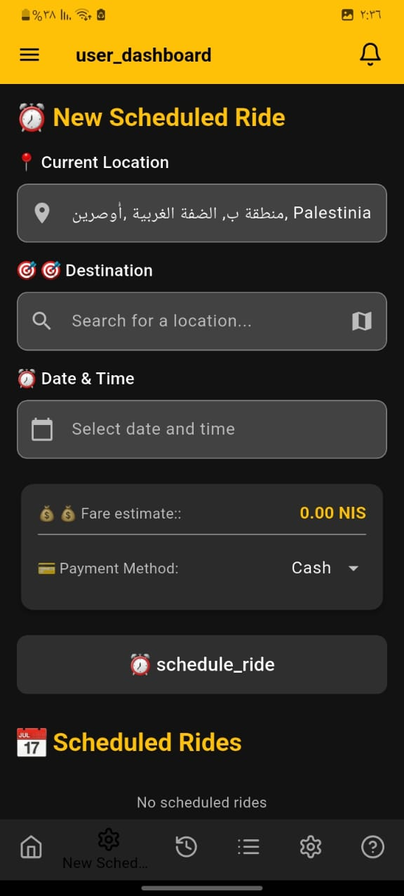 %٣٨ ٢:٣٦
user_dashboard
⏰ New Scheduled Ride
📍 Current Location
أوصرين, منطقة ب, الضفة الغربية, Palestinia
🎯 🎯 Destination
Search for a location...
⏰ Date & Time
Select date and time
💰 💰 Fare estimate:: 0.00 NIS
💳 Payment Method: Cash
⏰ schedule_ride
JUL
17
Scheduled Rides
No scheduled rides
New Sched...